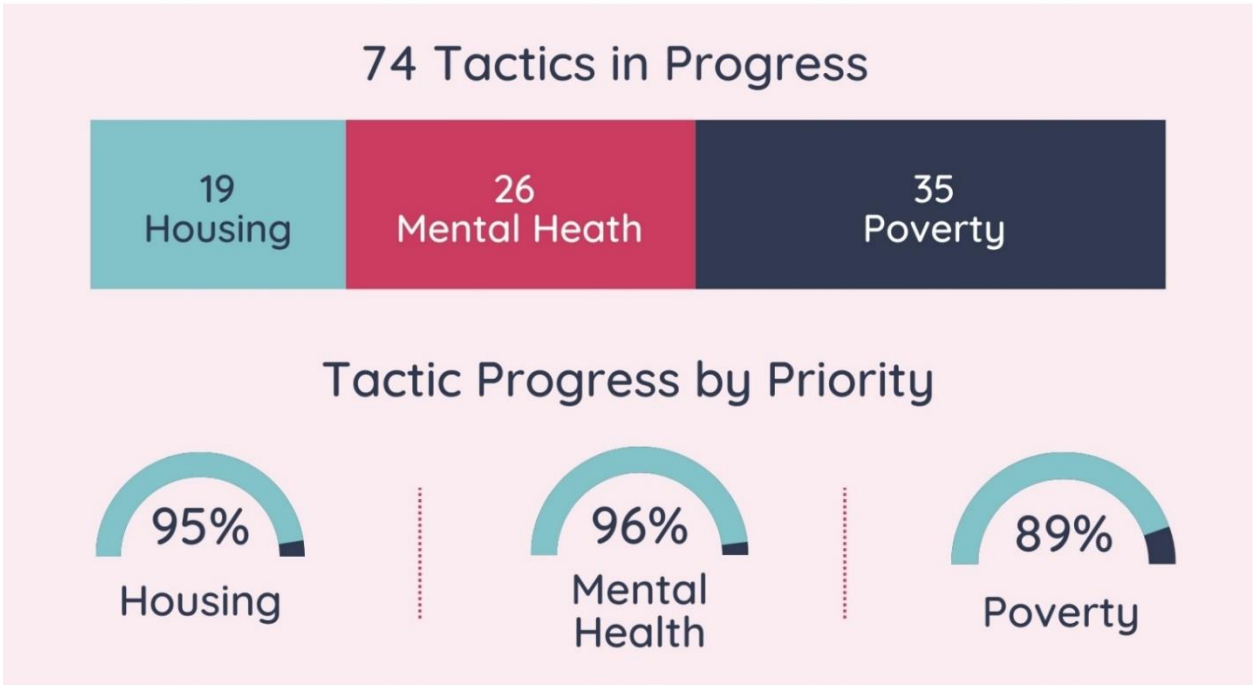 74 Tactics in Progress
19
Housing
26
Mental Heath
35
Poverty
Tactic Progress by Priority
95%
Housing
96%
Mental
Health
89%
Poverty